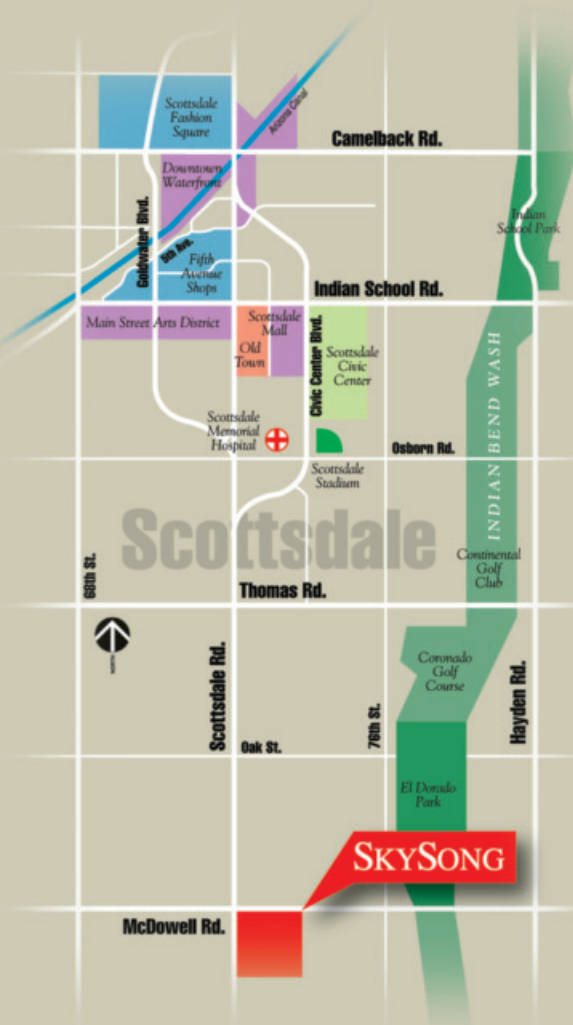 Scottsdale
Fashion
Square
Arizona Canal
Camelback Rd.
Downtown
Waterfront
Goldwater Blvd.
5th Ave.
Fifth
Avenue
Shops
Indian
School Park
Indian School Rd.
Main Street Arts District
Scottsdale
Mall
Old
Town
Civic Center Blvd.
Scottsdale
Civic
Center
INDIAN BEND WASH
Scottsdale
Memorial
Hospital
Osborn Rd.
Scottsdale
Stadium
Scottsdale
Continental
Golf
Club
68th St.
Thomas Rd.
NORTH
Scottsdale Rd.
Coronado
Golf
Course
76th St.
Hayden Rd.
Oak St.
El Dorado
Park
SKYSONG
McDowell Rd.